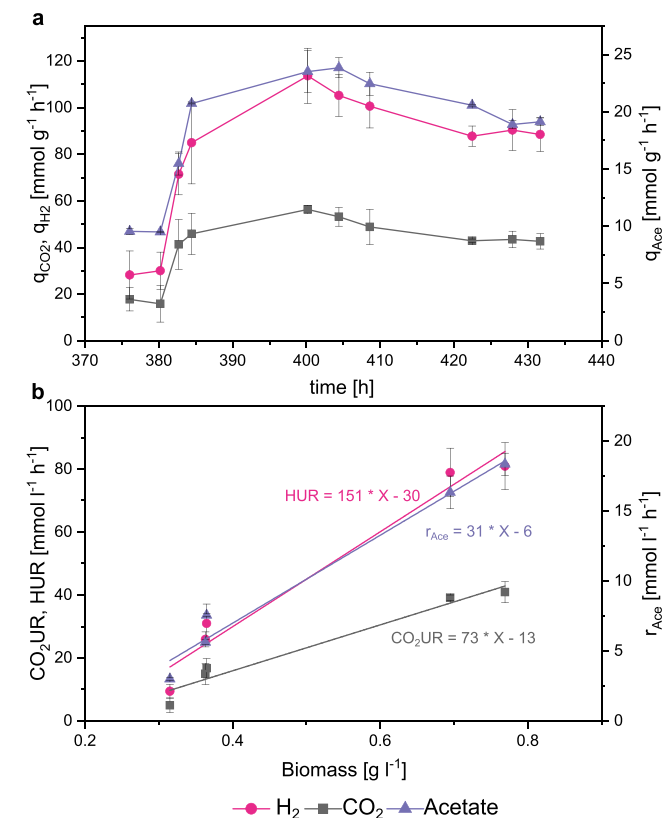 a
120
100
80
60
40
20
0
q_CO2, q_H2 [mmol g⁻¹ h⁻¹]
25
20
15
10
5
0
q_Ace [mmol g⁻¹ h⁻¹]
370 380 390 400 410 420 430 440
time [h]
b
100
80
60
40
20
0
CO₂UR, HUR [mmol l⁻¹ h⁻¹]
HUR = 151 * X - 30
r_Ace = 31 * X - 6
CO₂UR = 73 * X - 13
20
15
10
5
0
r_Ace [mmol l⁻¹ h⁻¹]
0.2 0.4 0.6 0.8
Biomass [g l⁻¹]
H₂ CO₂ Acetate